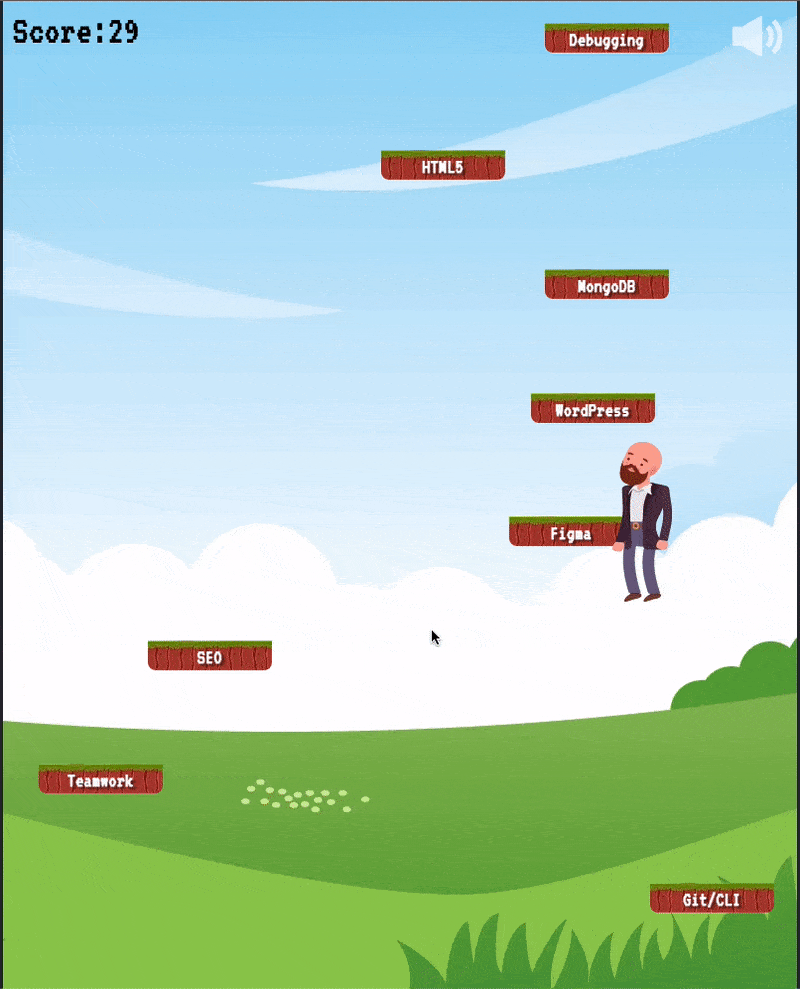 Score:29
Debugging
HTML5
MongoDB
WordPress
Figma
SEO
Teamwork
Git/CLI